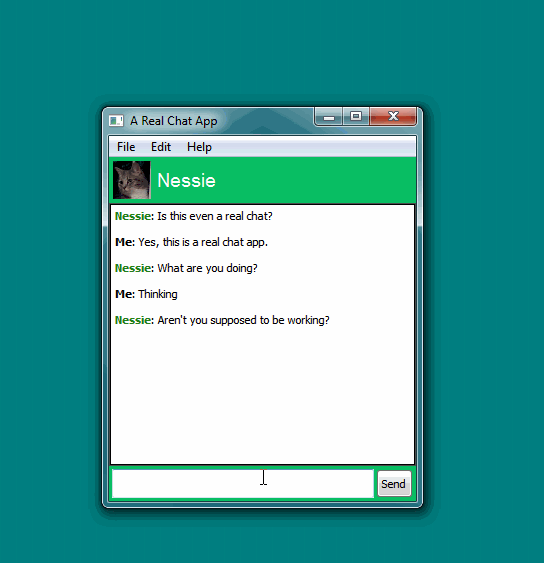 A Real Chat App
File Edit Help
Nessie
Nessie: Is this even a real chat?
Me: Yes, this is a real chat app.
Nessie: What are you doing?
Me: Thinking
Nessie: Aren't you supposed to be working?
Send